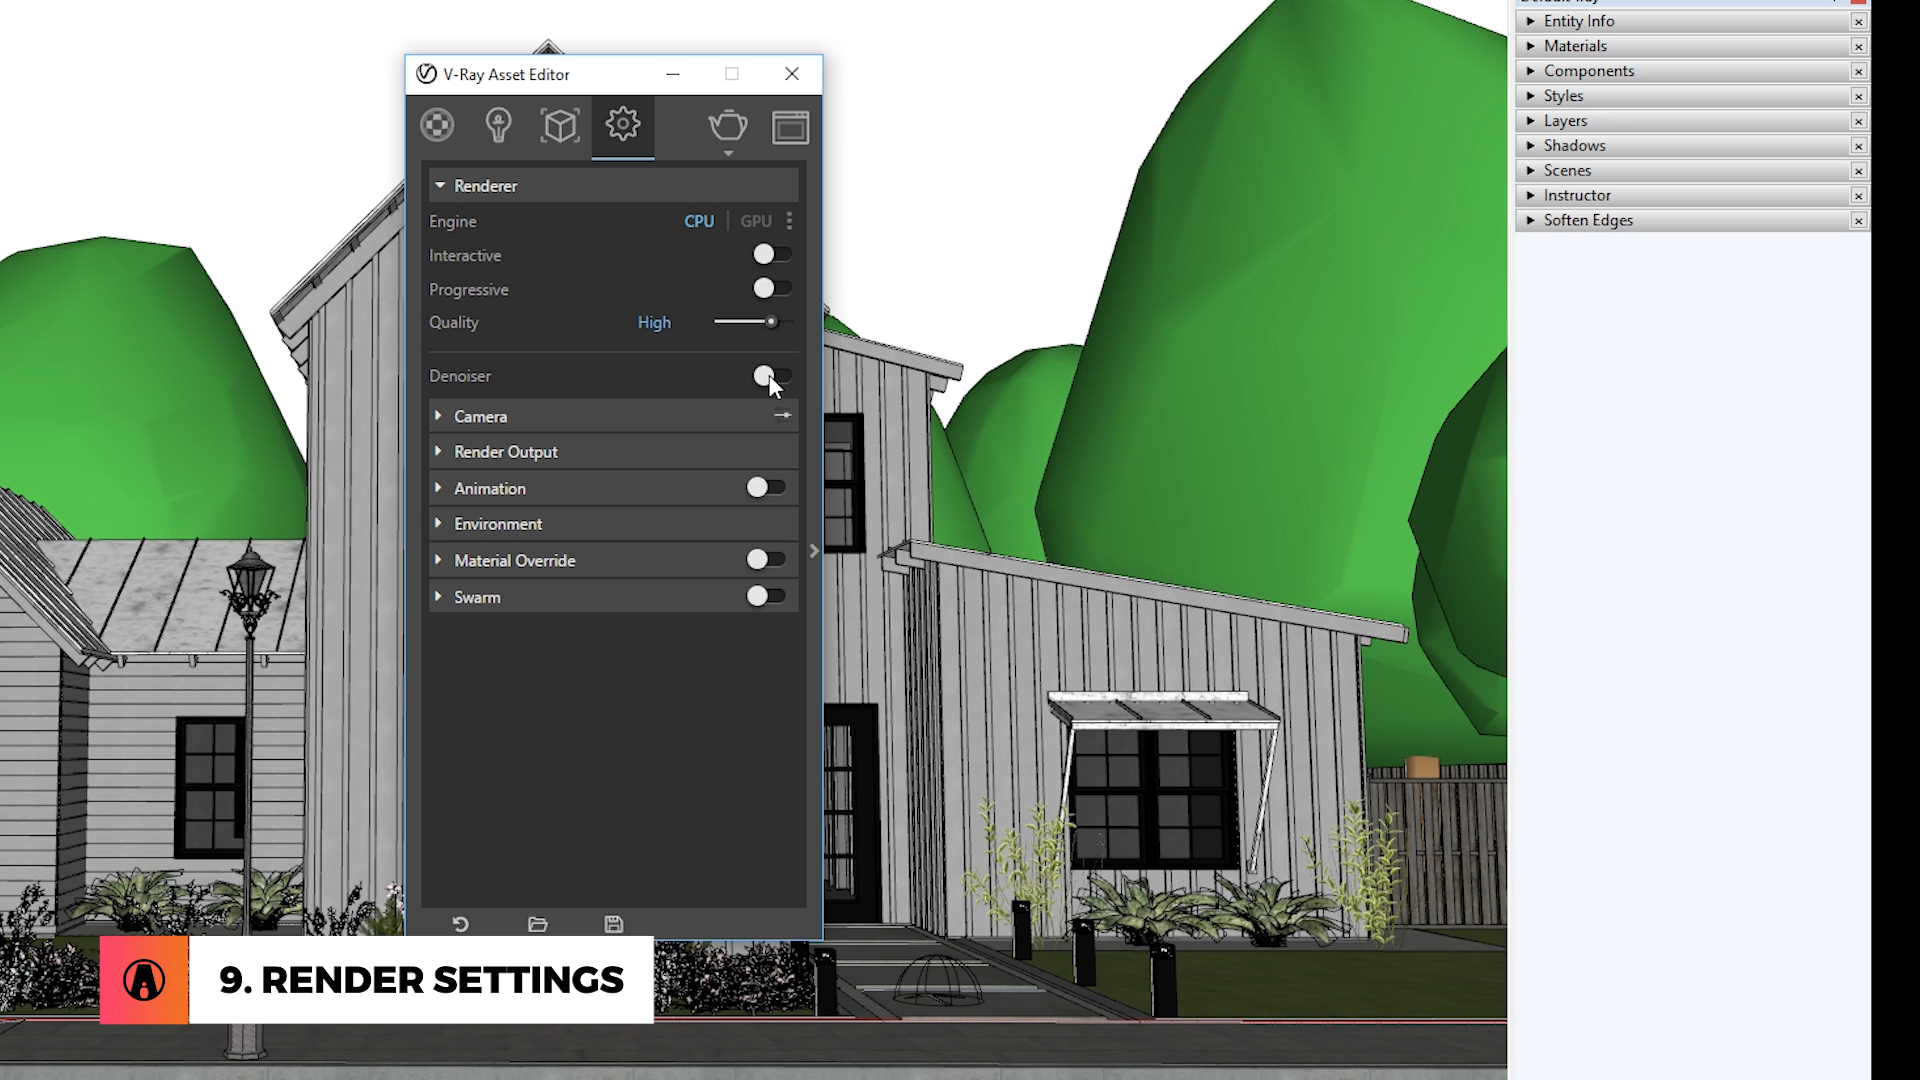 V-Ray Asset Editor
Renderer
Engine CPU GPU
Interactive
Progressive
Quality High
Denoiser
Camera
Render Output
Animation
Environment
Material Override
Swarm
9. RENDER SETTINGS
Entity Info
Materials
Components
Styles
Layers
Shadows
Scenes
Instructor
Soften Edges